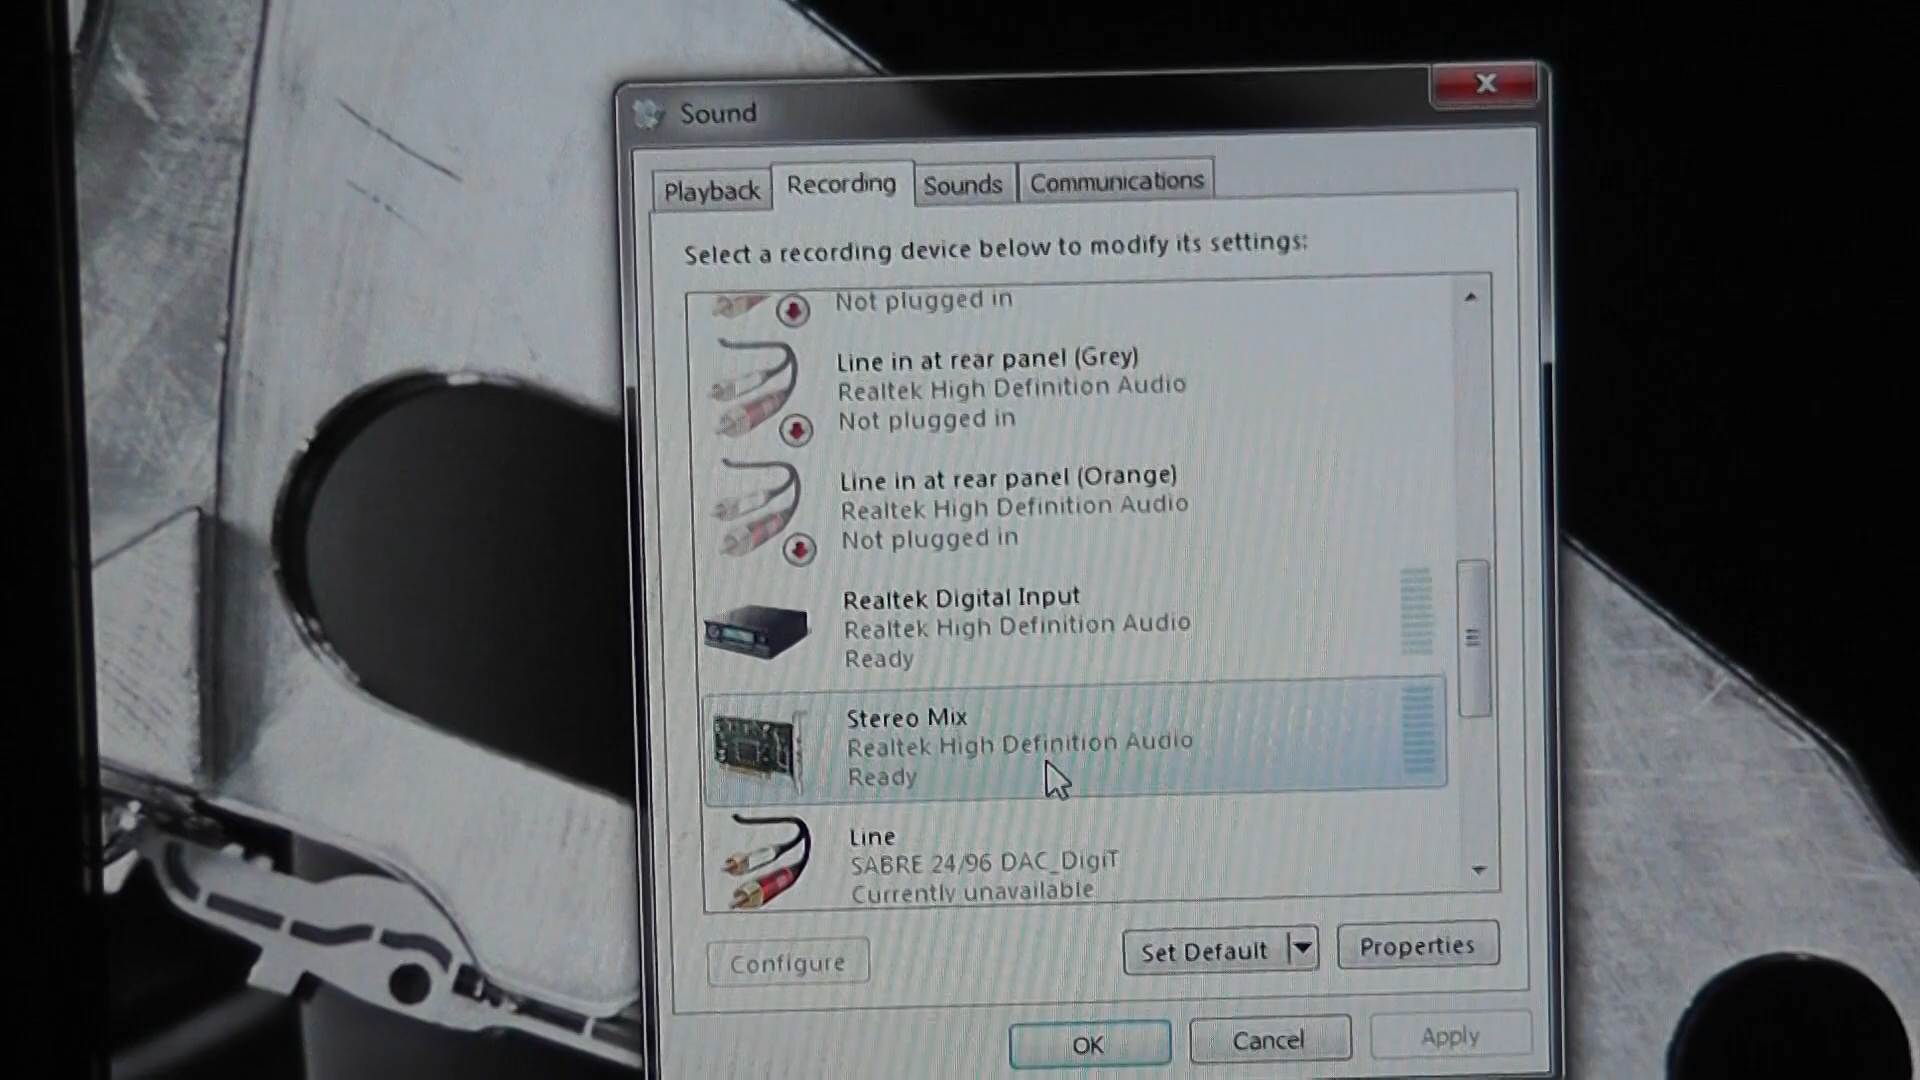 Sound
Playback
Recording
Sounds
Communications
Select a recording device below to modify its settings:
Not plugged in
Line in at rear panel (Grey)
Realtek High Definition Audio
Not plugged in
Line in at rear panel (Orange)
Realtek High Definition Audio
Not plugged in
Realtek Digital Input
Realtek High Definition Audio
Ready
Stereo Mix
Realtek High Definition Audio
Ready
Line
SABRE 24/96 DAC_DigiT
Currently unavailable
Configure
Set Default
Properties
OK
Cancel
Apply